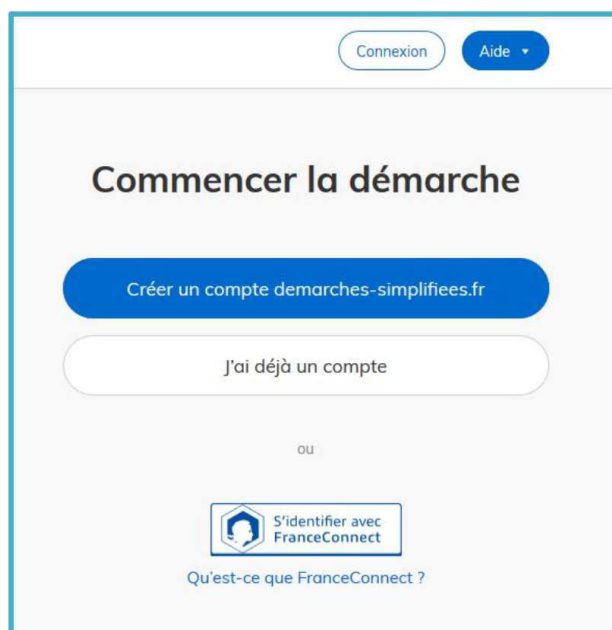 Connexion
Aide
Commencer la démarche
Créer un compte demarches-simplifiees.fr
J'ai déjà un compte
ou
S'identifier avec
FranceConnect
Qu'est-ce que FranceConnect ?